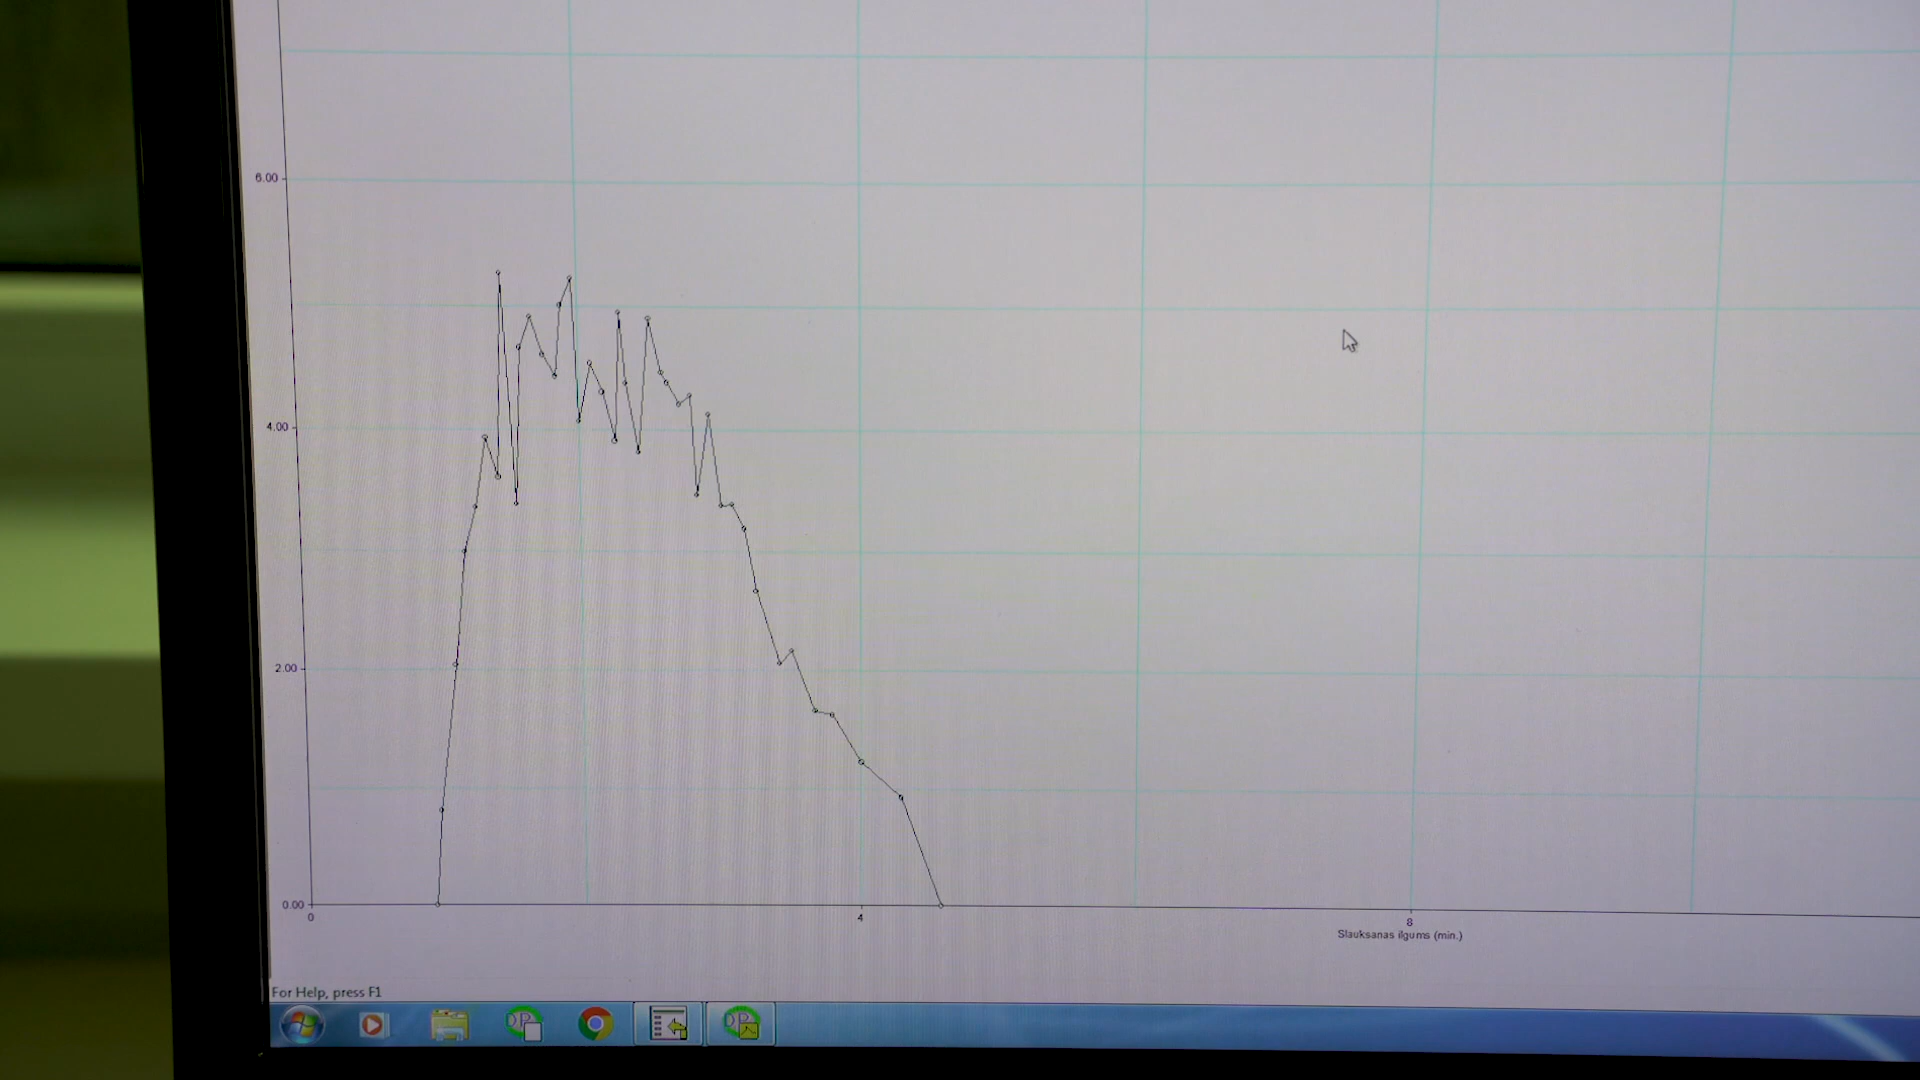 6.00
4.00
2.00
0.00
0 4 8
Slauksanas ilgums (min.)
For Help, press F1